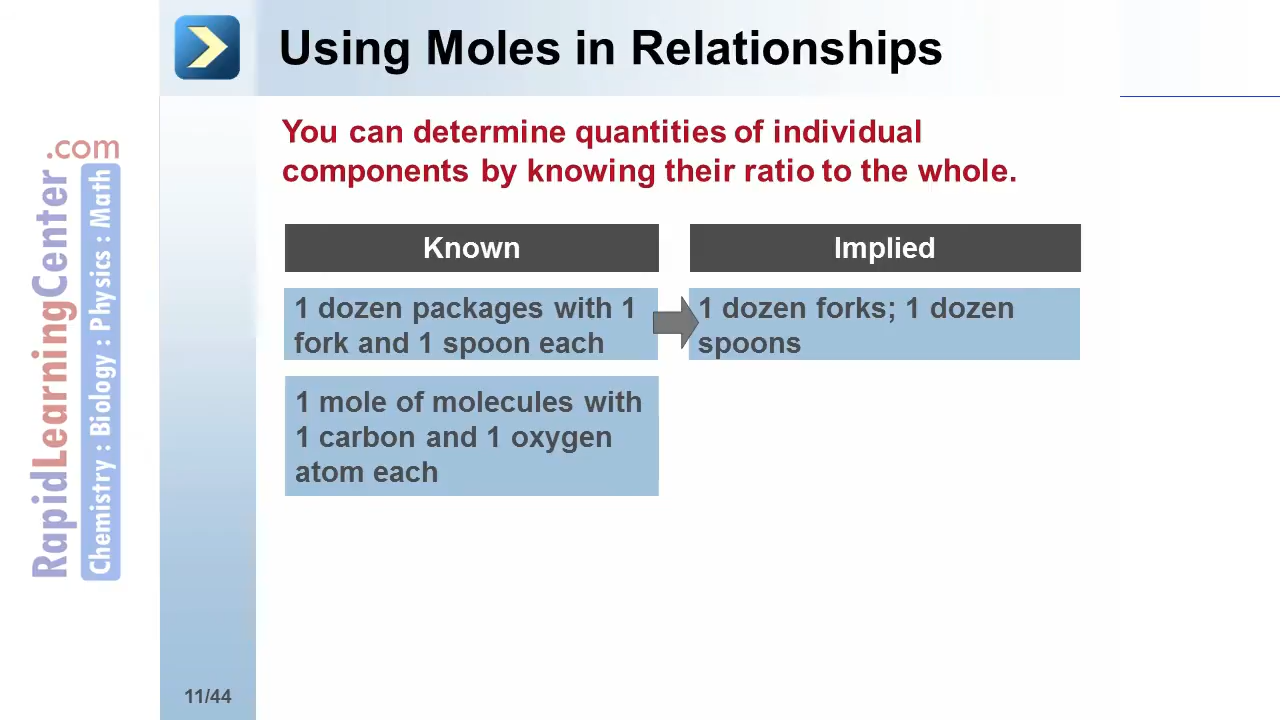 Using Moles in Relationships
You can determine quantities of individual
components by knowing their ratio to the whole.
Known
Implied
1 dozen packages with 1
fork and 1 spoon each
1 dozen forks; 1 dozen
spoons
1 mole of molecules with
1 carbon and 1 oxygen
atom each
RapidLearningCenter.com
Chemistry : Biology : Physics : Math
11/44